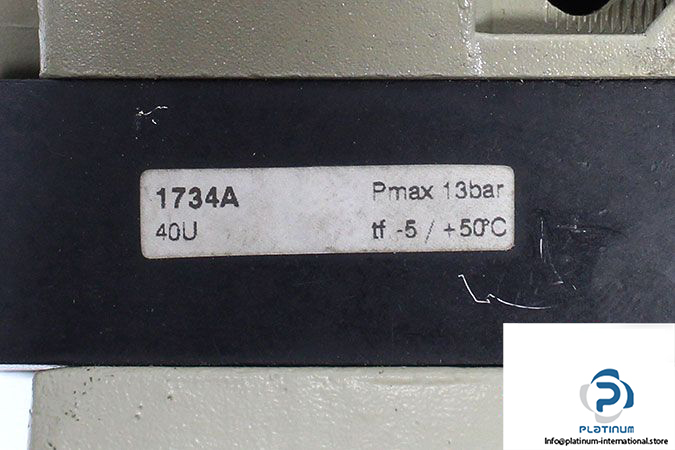 1734A Pmax 13bar
40U tf -5 / +50°C
PLATINUM
Info@platinum-international.store